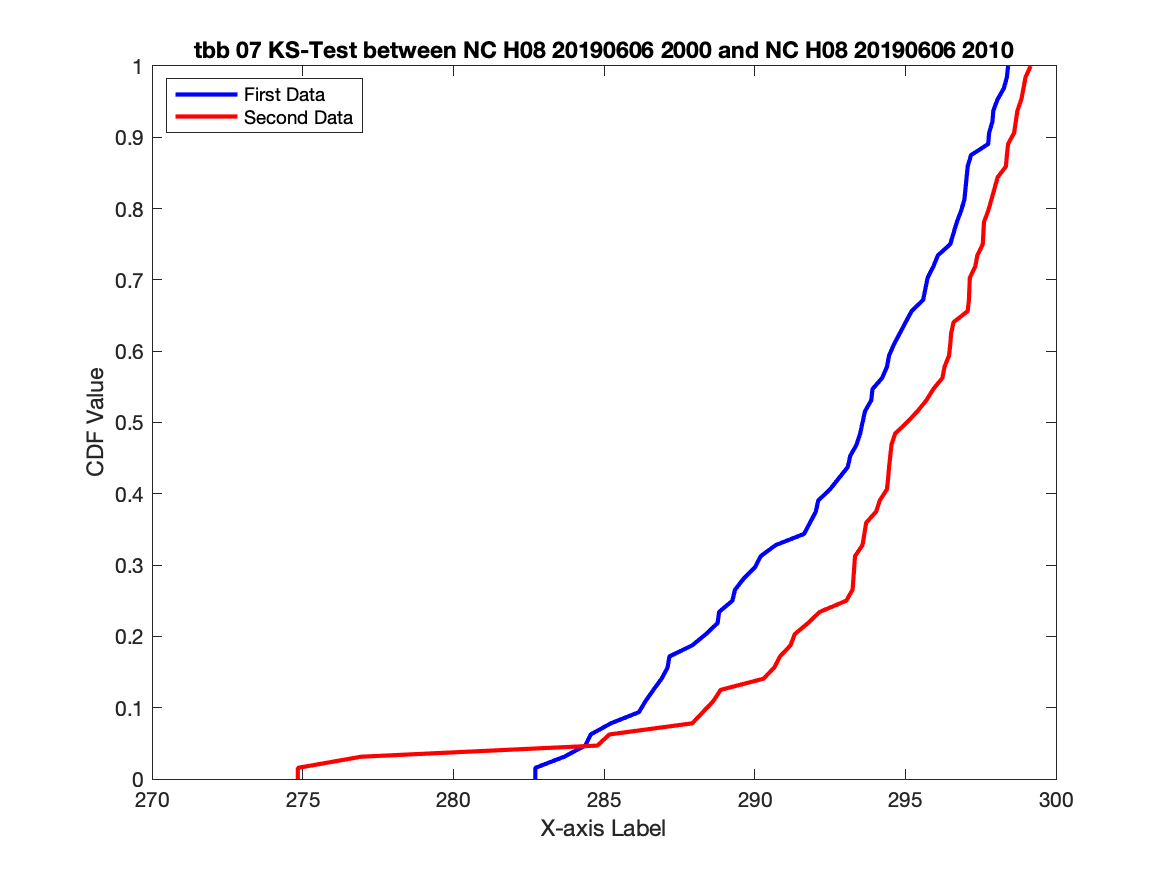 tbb 07 KS-Test between NC H08 20190606 2000 and NC H08 20190606 2010
First Data
Second Data
1
0.9
0.8
0.7
0.6
0.5
0.4
0.3
0.2
0.1
0
CDF Value
270 275 280 285 290 295 300
X-axis Label